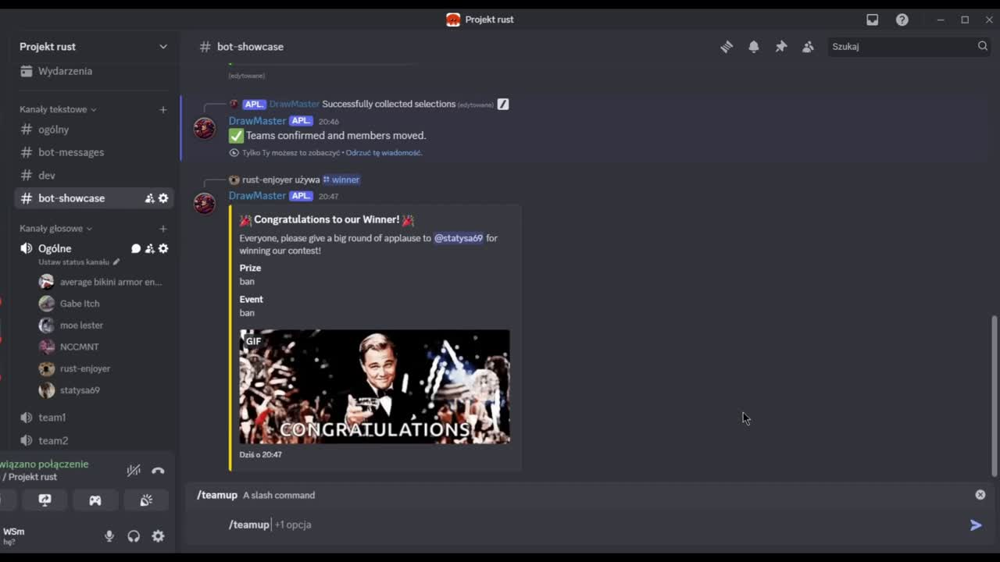 Projekt rust
Projekt rust
Wydarzenia
Kanały tekstowe
ogólny
bot-messages
dev
bot-showcase
Kanały głosowe
Ogólne
Ustaw status kanału
average bikini armor en...
Gabe Itch
moe lester
NCCMNT
rust-enjoyer
statysa69
team1
team2
wiązano połączenie
/ Projekt rust
WSm
hę?
# bot-showcase
Szukaj
(edytowane)
APL. DrawMaster Successfully collected selections (edytowane)
DrawMaster APL. 20:46
Teams confirmed and members moved.
Tylko Ty możesz to zobaczyć • Odrzuć tę wiadomość.
rust-enjoyer używa winner
DrawMaster APL. 20:47
Congratulations to our Winner!
Everyone, please give a big round of applause to @statysa69 for
winning our contest!
Prize
ban
Event
ban
GIF
CONGRATULATIONS
Dziś o 20:47
/teamup A slash command
/teamup +1 opcja